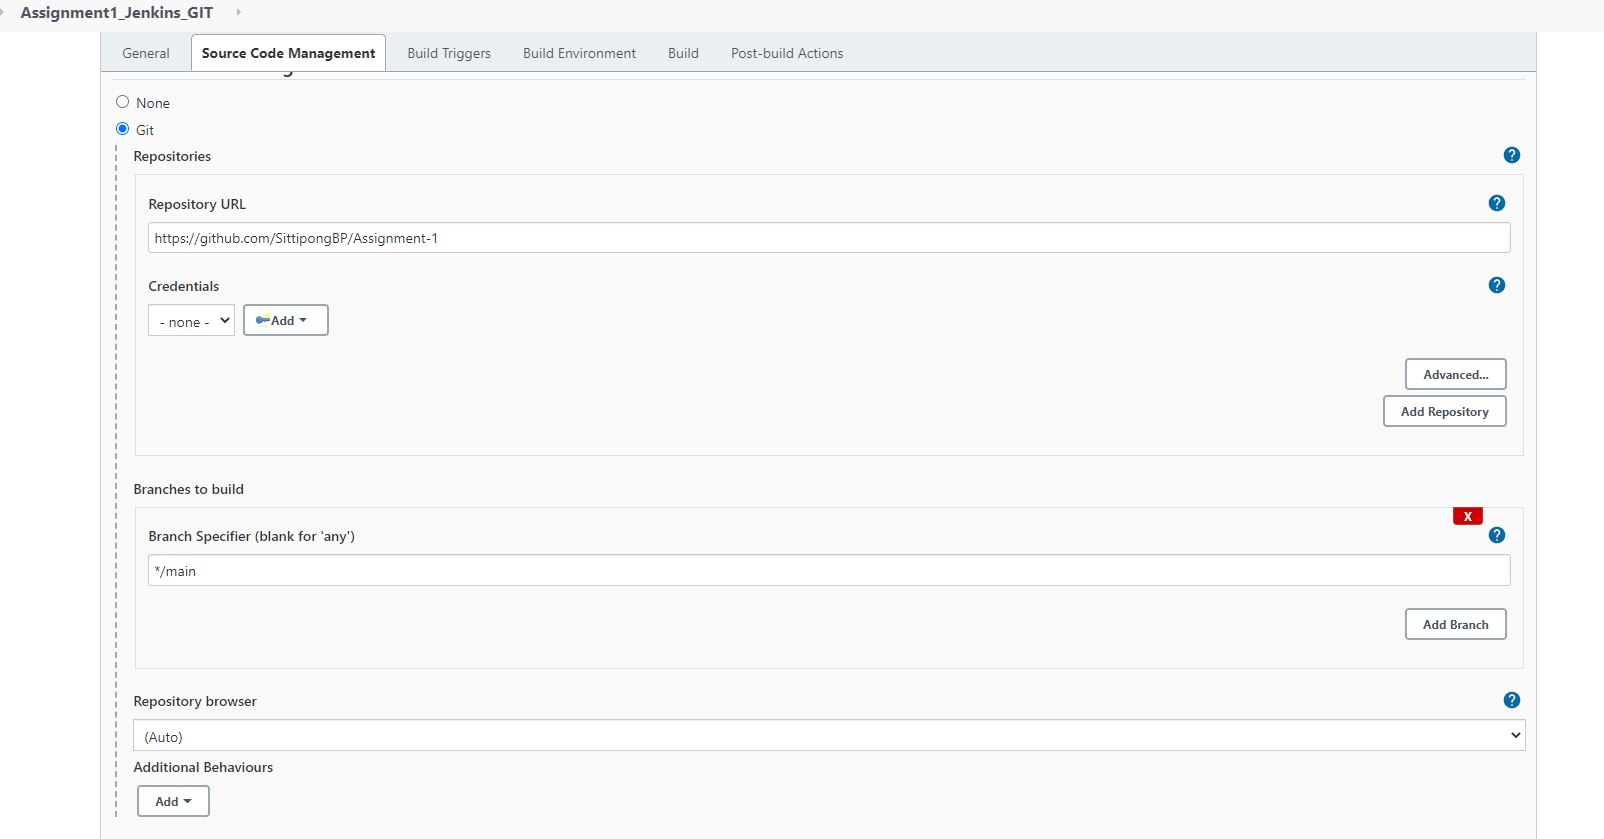 Assignment1_Jenkins_GIT
General Source Code Management Build Triggers Build Environment Build Post-build Actions
None
Git
Repositories
?
Repository URL
?
https://github.com/SittipongBP/Assignment-1
Credentials
?
- none -
Add
Advanced...
Add Repository
Branches to build
X
Branch Specifier (blank for 'any')
?
*/main
Add Branch
Repository browser
?
(Auto)
Additional Behaviours
Add